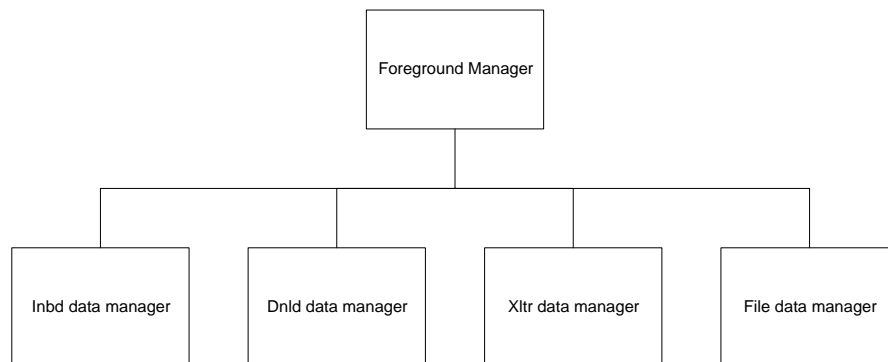 Foreground Manager
Inbd data manager
Dnld data manager
Xltr data manager
File data manager